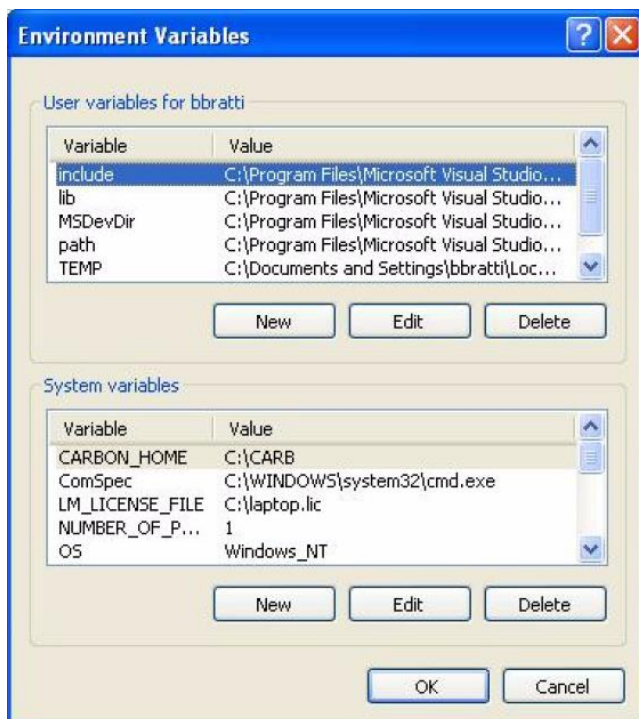 Environment Variables
User variables for bbratti
Variable Value
include C:\Program Files\Microsoft Visual Studio...
lib C:\Program Files\Microsoft Visual Studio...
MSDevDir C:\Program Files\Microsoft Visual Studio...
path C:\Program Files\Microsoft Visual Studio...
TEMP C:\Documents and Settings\bbratti\Loc...
New Edit Delete
System variables
Variable Value
CARBON_HOME C:\CARB
ComSpec C:\WINDOWS\system32\cmd.exe
LM_LICENSE_FILE C:\laptop.lic
NUMBER_OF_P... 1
OS Windows_NT
New Edit Delete
OK Cancel